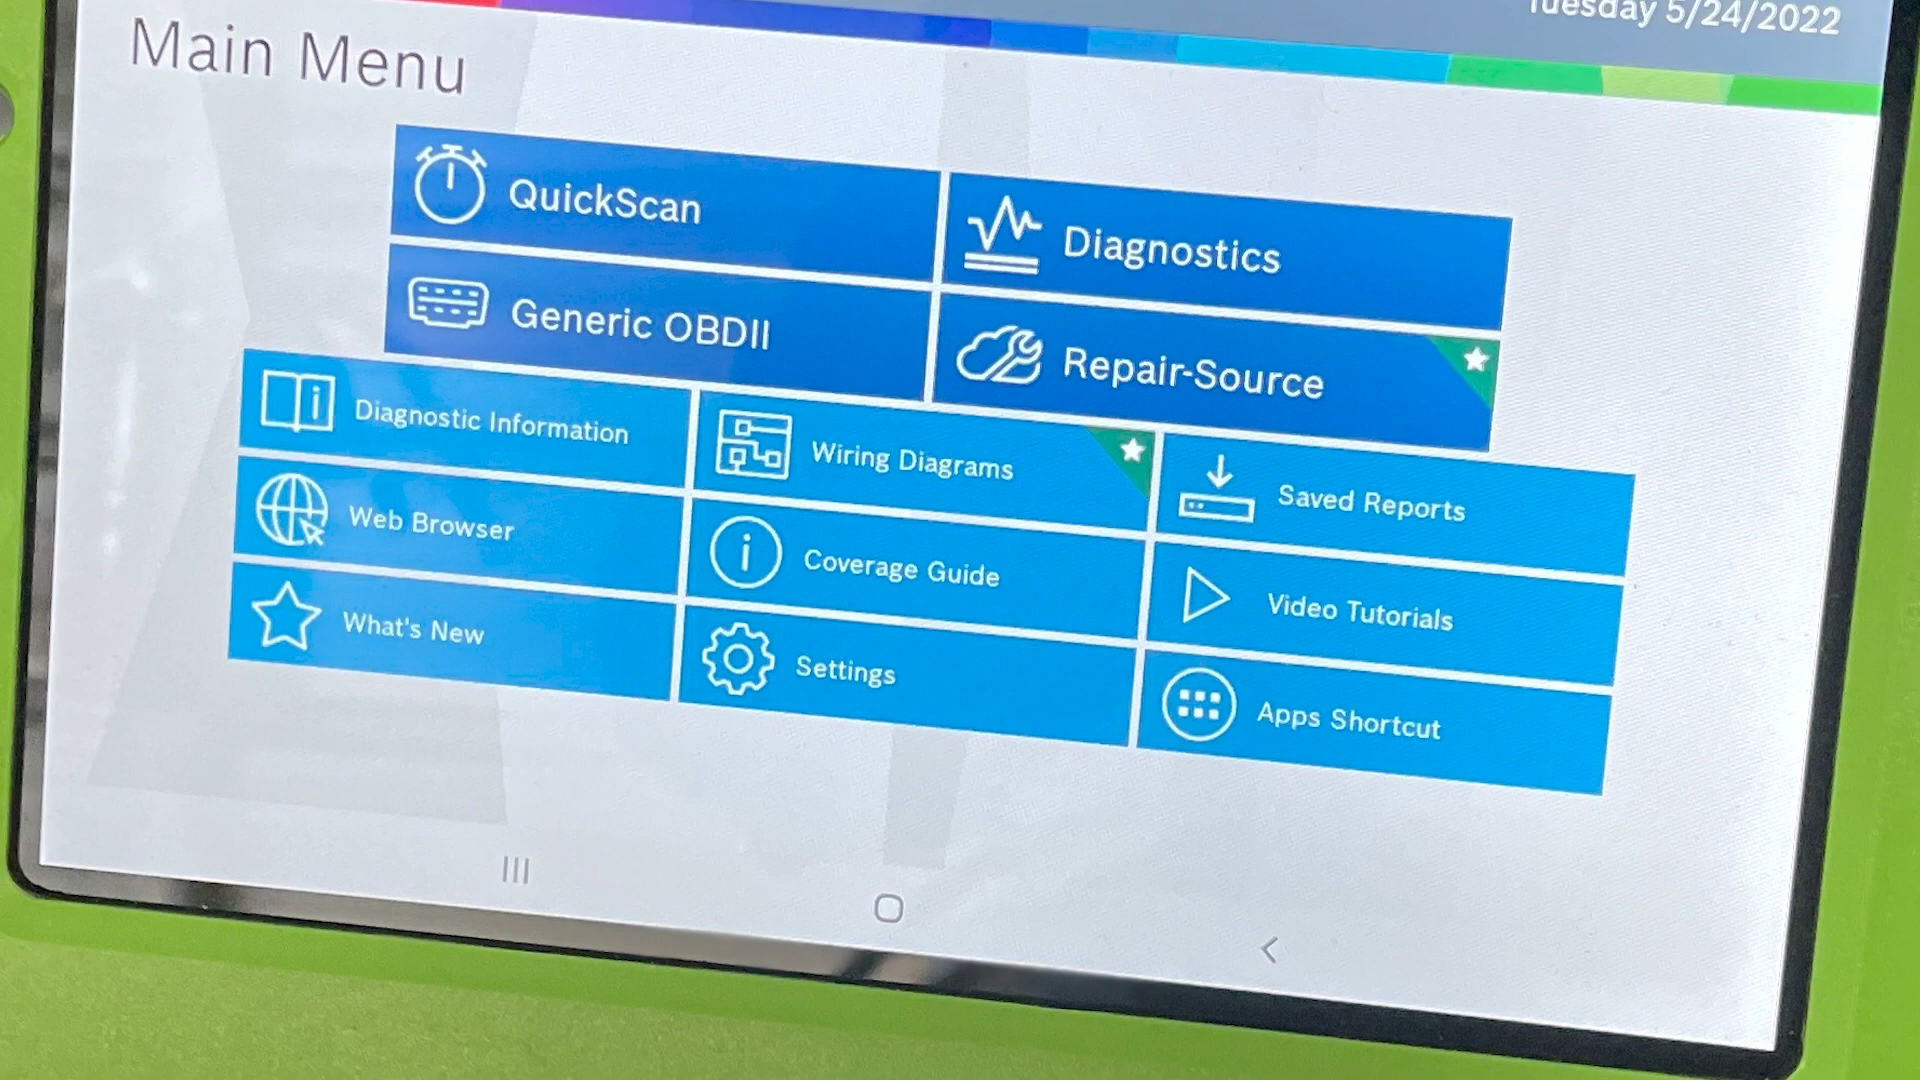 Tuesday 5/24/2022
Main Menu
QuickScan
Diagnostics
Generic OBDII
Repair-Source
Diagnostic Information
Wiring Diagrams
Saved Reports
Web Browser
Coverage Guide
Video Tutorials
What's New
Settings
Apps Shortcut